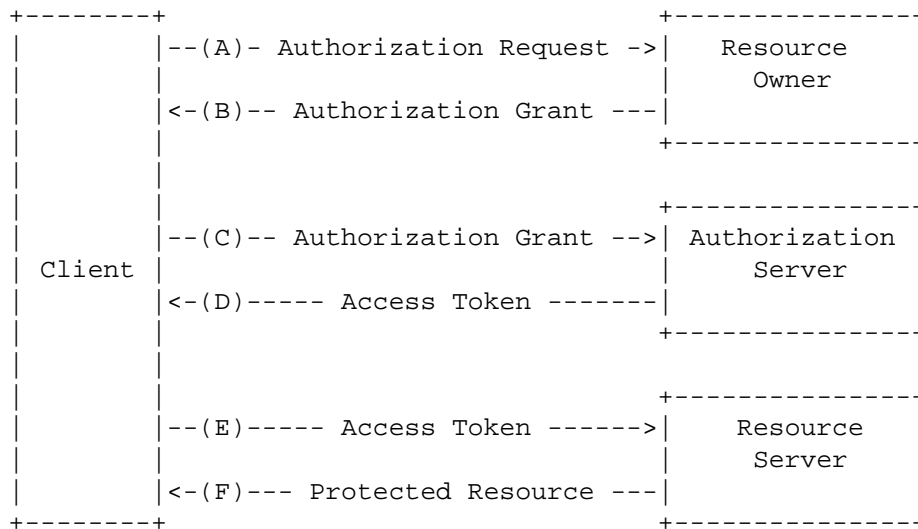 +--------+                               +----------------
|        |--(A)- Authorization Request ->|   Resource
|        |                               |     Owner
|        |<-(B)-- Authorization Grant ---|
|        |                               +----------------
|        |
|        |                               +----------------
|        |--(C)-- Authorization Grant -->| Authorization
| Client |                               |     Server
|        |<-(D)----- Access Token -------|
|        |                               +----------------
|        |
|        |                               +----------------
|        |--(E)----- Access Token ------>|    Resource
|        |                               |     Server
|        |<-(F)--- Protected Resource ---|
+--------+                               +----------------